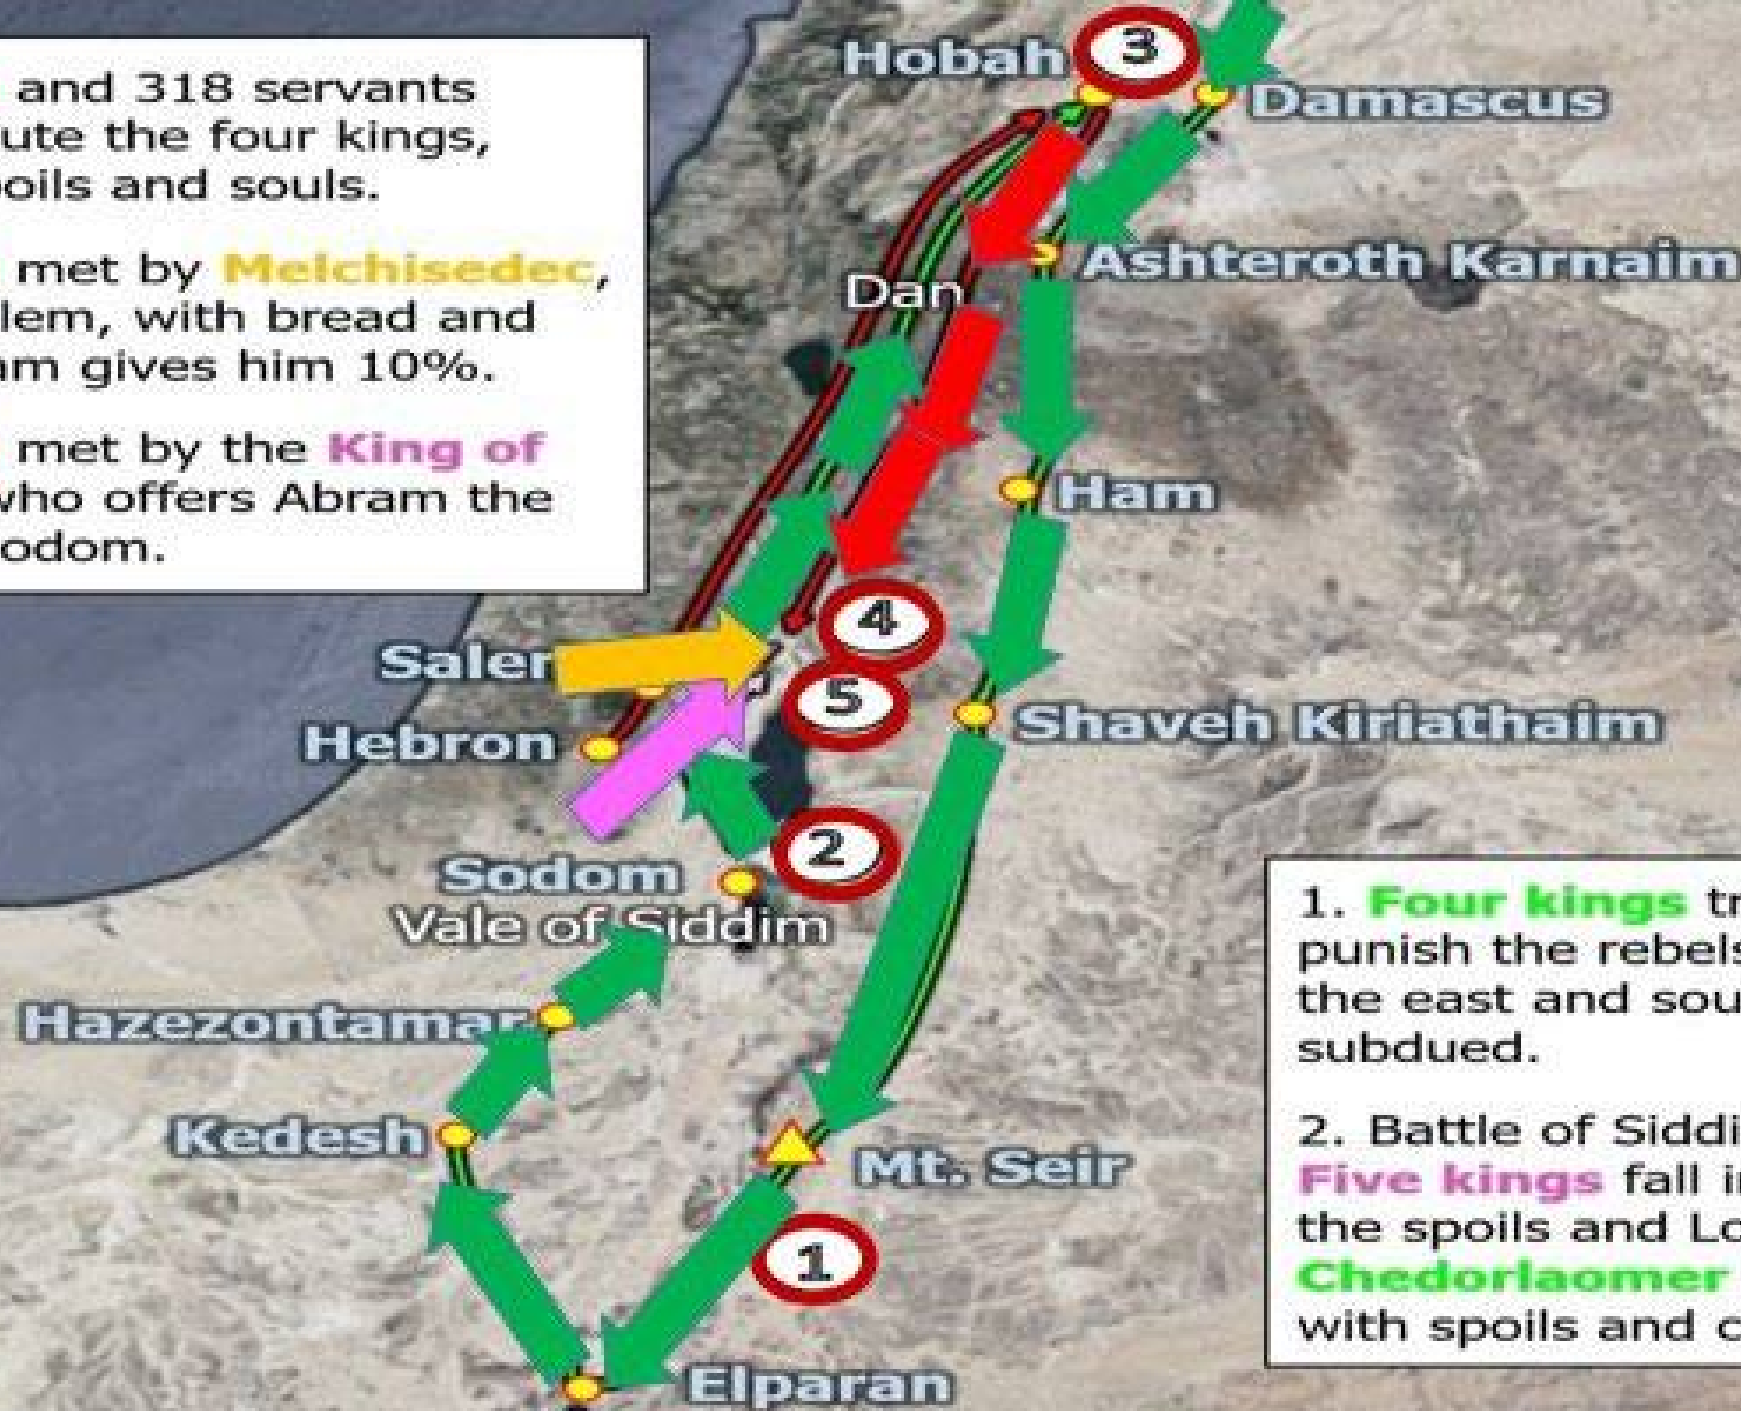 and 318 servants
ute the four kings,
oils and souls.
met by Melchisedec,
lem, with bread and
am gives him 10%.
met by the King of
who offers Abram the
odom.
Hobah
3
Damascus
Ashteroth Karnaim
Dan
Ham
4
Salem
5
Shaveh Kiriathaim
Hebron
2
Sodom
Vale of Siddim
Hazezontamar
Kedesh
Mt. Seir
1
Elparan
1. Four kings tr
punish the rebels
the east and sou
subdued.
2. Battle of Siddi
Five kings fall i
the spoils and Lo
Chedorlaomer
with spoils and c